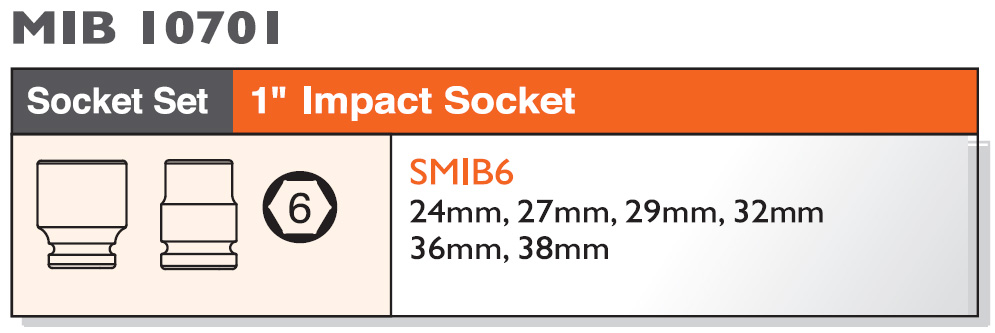 MIB 10701
Socket Set
1" Impact Socket
6
SMIB6
24mm, 27mm, 29mm, 32mm
36mm, 38mm